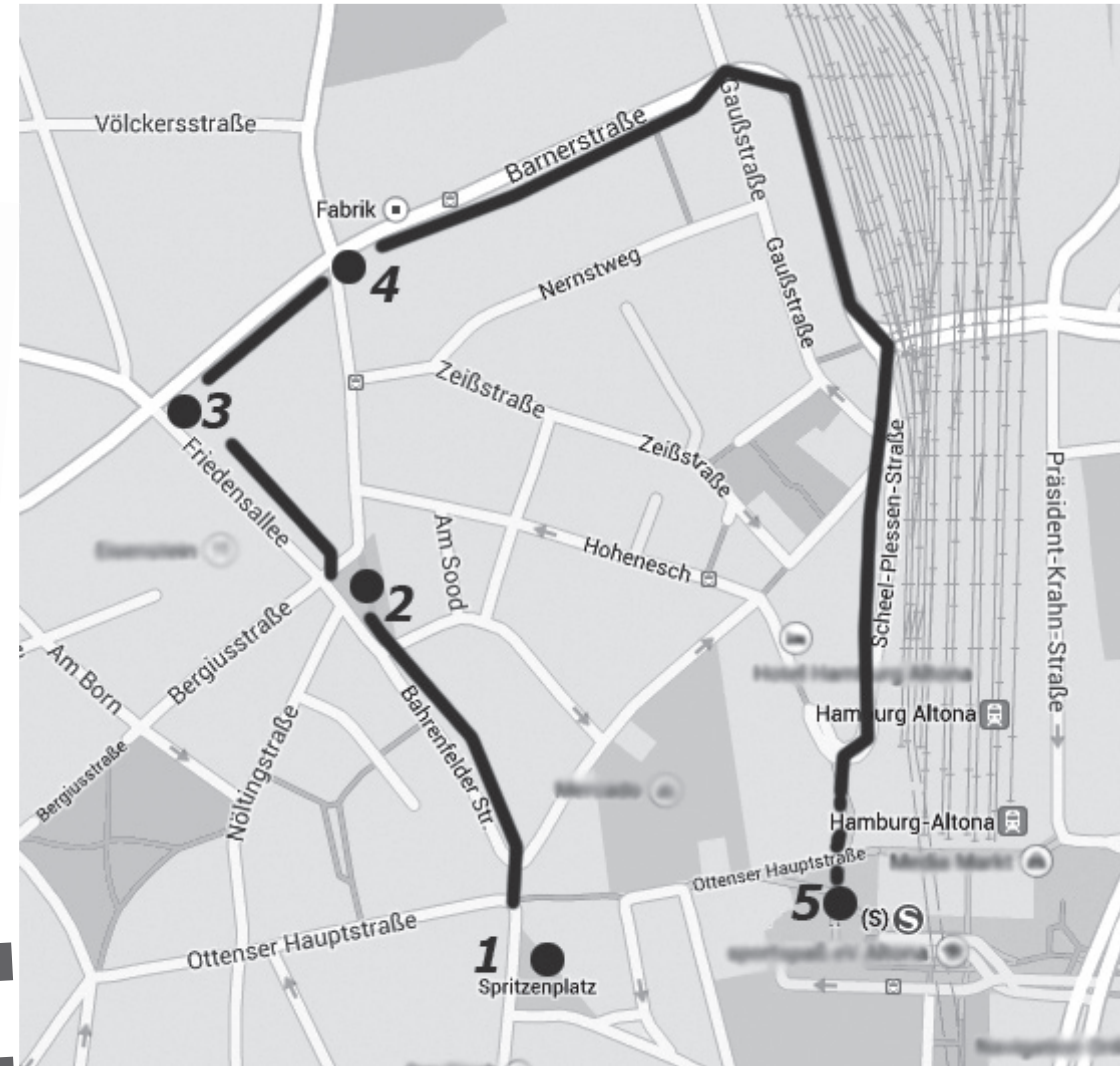 Völckersstraße
Barnerstraße
Gaußstraße
Fabrik
4
Nernstweg
Gaußstraße
Zeißstraße
Zeißstraße
3
Friedensallee
Scheel-Plessen-Straße
Präsident-Krahn-Straße
Am Sood
Hohenesch
2
Bergiusstraße
Am Born
Bahrenfelder Str.
Nöltingstraße
Bergiusstraße
Hamburg Altona
Hamburg-Altona
Ottenser Hauptstraße
5
(S) S
Ottenser Hauptstraße
1
Spritzenplatz